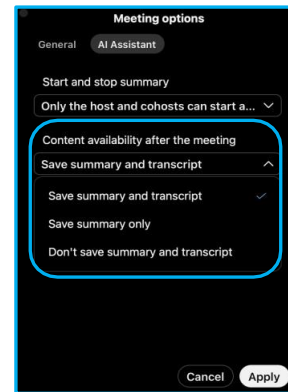 Meeting options
General AI Assistant
Start and stop summary
Only the host and cohosts can start a...
Content availability after the meeting
Save summary and transcript
Save summary and transcript
Save summary only
Don't save summary and transcript
Cancel Apply